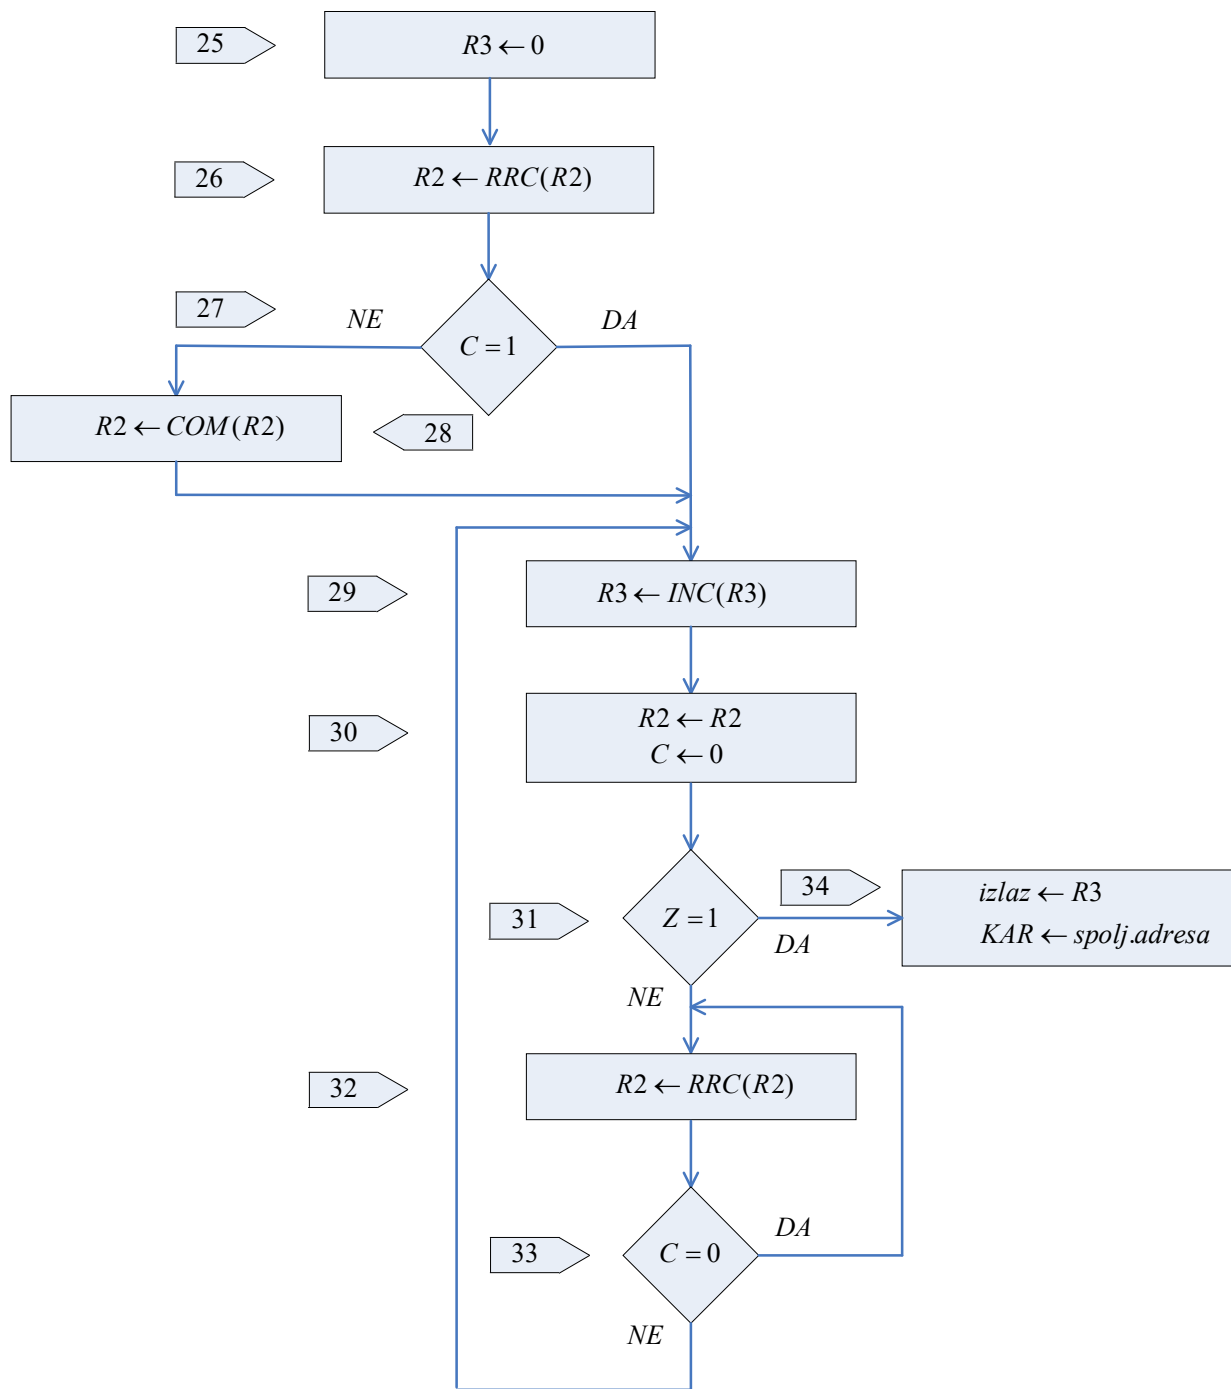 25
R3 ← 0
26
R2 ← RRC(R2)
27
NE
DA
C = 1
R2 ← COM(R2)
28
29
R3 ← INC(R3)
30
R2 ← R2
C ← 0
34
izlaz ← R3
31
Z = 1
KAR ← spolj.adresa
DA
NE
32
R2 ← RRC(R2)
DA
33
C = 0
NE